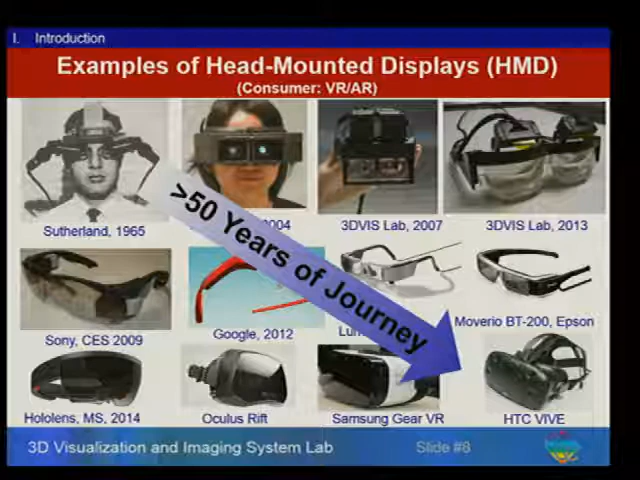 I. Introduction
Examples of Head-Mounted Displays (HMD)
(Consumer: VR/AR)
>50 Years of Journey
Sutherland, 1965
2004
3DVIS Lab, 2007
3DVIS Lab, 2013
Sony, CES 2009
Google, 2012
Moverio BT-200, Epson
Hololens, MS, 2014
Oculus Rift
Samsung Gear VR
HTC VIVE
3D Visualization and Imaging System Lab
Slide #8